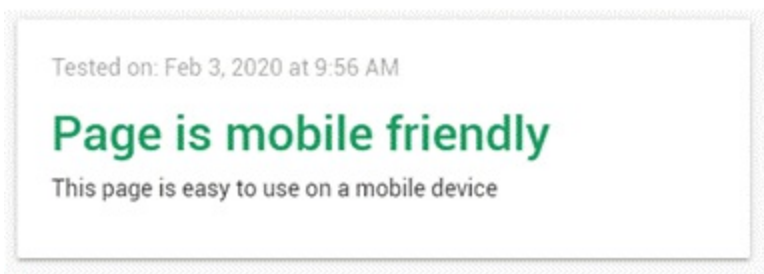 Tested on: Feb 3, 2020 at 9:56 AM
Page is mobile friendly
This page is easy to use on a mobile device